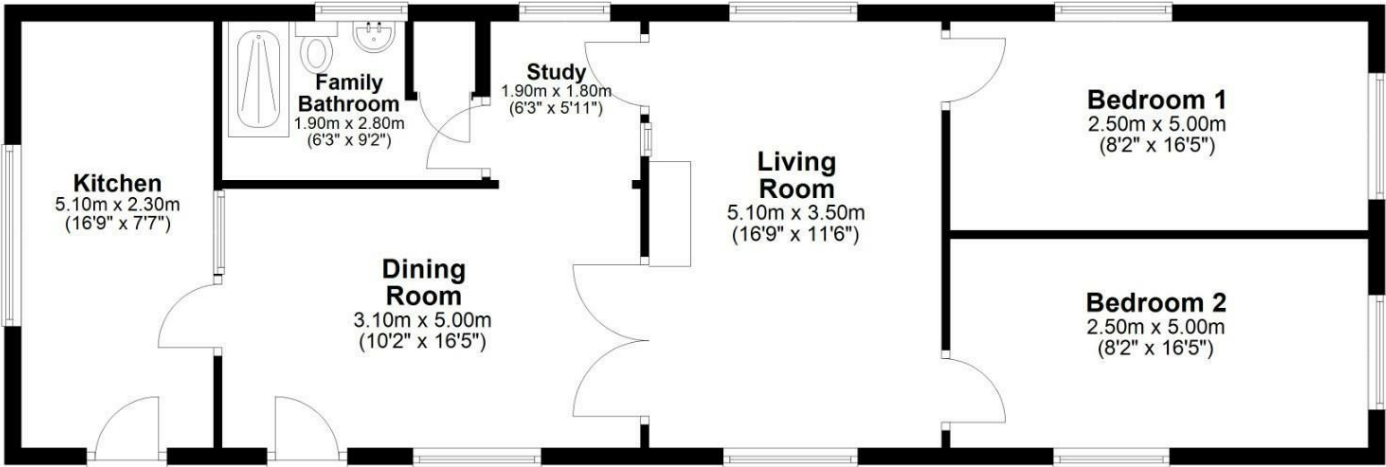 Kitchen
5.10m x 2.30m
(16'9" x 7'7")
Family
Bathroom
1.90m x 2.80m
(6'3" x 9'2")
Study
1.90m x 1.80m
(6'3" x 5'11")
Dining
Room
3.10m x 5.00m
(10'2" x 16'5")
Living
Room
5.10m x 3.50m
(16'9" x 11'6")
Bedroom 1
2.50m x 5.00m
(8'2" x 16'5")
Bedroom 2
2.50m x 5.00m
(8'2" x 16'5")